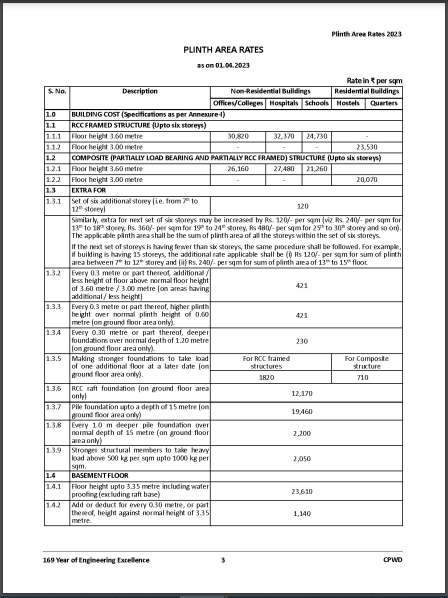 Plinth Area Rates 2023
PLINTH AREA RATES
as on 01.04.2023
Rate in ₹ per sqm
S. No. Description Non-Residential Buildings Residential Buildings
Offices/Colleges Hospitals Schools Hostels Quarters
1.0 BUILDING COST (Specifications as per Annexure-I)
1.1 RCC FRAMED STRUCTURE (Upto six storeys)
1.1.1 Floor height 3.60 metre 30,820 32,370 24,730 -
1.1.2 Floor height 3.00 metre - - - 23,530
1.2 COMPOSITE (PARTIALLY LOAD BEARING AND PARTIALLY RCC FRAMED) STRUCTURE (Upto six storeys)
1.2.1 Floor height 3.60 metre 26,160 27,480 21,260
1.2.2 Floor height 3.00 metre - - - 20,070
1.3 EXTRA FOR
1.3.1 Set of six additional storey (i.e. from 7th to
12th storey) 120
Similarly, extra for next set of six storeys may be increased by Rs. 120/- per sqm (viz Rs. 240/- per sqm for
13th to 18th storey, Rs. 360/- per sqm for 19th to 24th storey, Rs 480/- per sqm for 25th to 30th storey and so on).
The applicable plinth area shall be the sum of plinth area of all the storeys within the set of six storeys.
If the next set of storeys is having fewer than six storeys, the same procedure shall be followed. For example,
if building is having 15 storeys, the additional rate applicable shall be (i) Rs 120/- per sqm for sum of plinth
area between 7th to 12th storey and (ii) Rs. 240/- per sqm for sum of plinth area of 13th to 15th floor.
1.3.2 Every 0.3 metre or part thereof, additional /
less height of floor above normal floor height
of 3.60 metre / 3.00 metre (on areas having
additional / less height) 421
1.3.3 Every 0.3 metre or part thereof, higher plinth
height over normal plinth height of 0.60
metre (on ground floor area only). 421
1.3.4 Every 0.30 metre or part thereof, deeper
foundations over normal depth of 1.20 metre
(on ground floor area only). 230
1.3.5 Making stronger foundations to take load
of one additional floor at a later date (on
ground floor area only).
For RCC framed
structures
For Composite
structure
1820 710
1.3.6 RCC raft foundation (on ground floor area
only) 12,170
1.3.7 Pile foundation upto a depth of 15 metre (on
ground floor area only) 19,460
1.3.8 Every 1.0 m deeper pile foundation over
normal depth of 15 metre (on ground floor
area only) 2,200
1.3.9 Stronger structural members to take heavy
load above 500 kg per sqm upto 1000 kg per
sqm. 2,050
1.4 BASEMENT FLOOR
1.4.1 Floor height upto 3.35 metre including water
proofing (excluding raft base) 23,610
1.4.2 Add or deduct for every 0.30 metre, or part
thereof, height against normal height of 3.35
metre. 1,140
169 Year of Engineering Excellence 3 CPWD